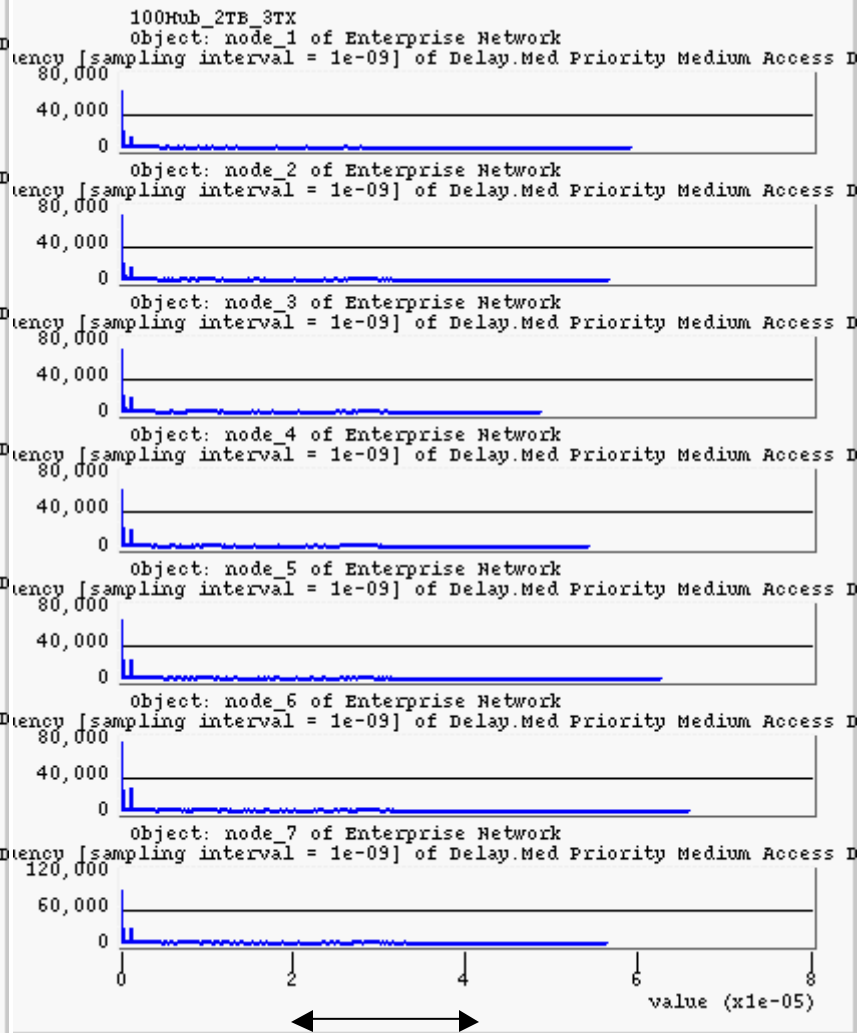 100Hub_2TB_3TX
Object: node_1 of Enterprise Network
uency [sampling interval = 1e-09] of Delay.Med Priority Medium Access D
80,000
40,000
0
Object: node_2 of Enterprise Network
uency [sampling interval = 1e-09] of Delay.Med Priority Medium Access D
80,000
40,000
0
Object: node_3 of Enterprise Network
uency [sampling interval = 1e-09] of Delay.Med Priority Medium Access D
80,000
40,000
0
Object: node_4 of Enterprise Network
uency [sampling interval = 1e-09] of Delay.Med Priority Medium Access D
80,000
40,000
0
Object: node_5 of Enterprise Network
uency [sampling interval = 1e-09] of Delay.Med Priority Medium Access D
80,000
40,000
0
Object: node_6 of Enterprise Network
uency [sampling interval = 1e-09] of Delay.Med Priority Medium Access D
80,000
40,000
0
Object: node_7 of Enterprise Network
uency [sampling interval = 1e-09] of Delay.Med Priority Medium Access D
120,000
60,000
0
0 2 4 6 8
value (x1e-05)